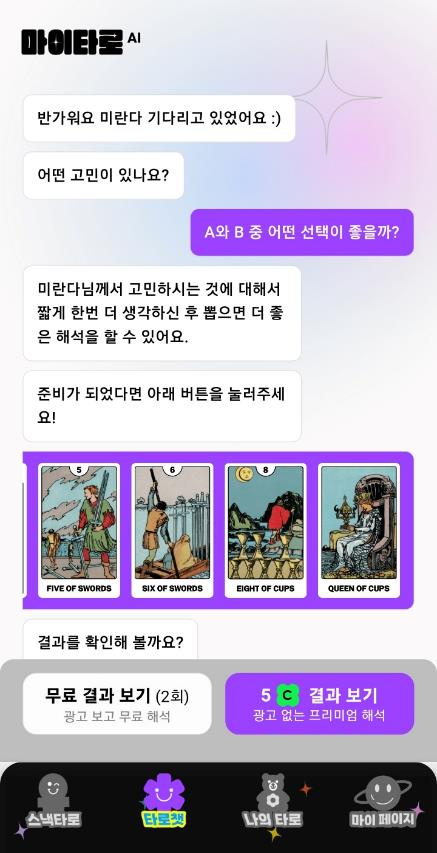 마이타로 AI
반가워요 미란다 기다리고 있었어요 :)
어떤 고민이 있나요?
A와 B 중 어떤 선택이 좋을까?
미란다님께서 고민하시는 것에 대해서
짧게 한번 더 생각하신 후 뽑으면 더 좋
은 해석을 할 수 있어요.
준비가 되었다면 아래 버튼을 눌러주세
요!
5 6 8
FIVE OF SWORDS SIX OF SWORDS EIGHT OF CUPS QUEEN OF CUPS
결과를 확인해 볼까요?
무료 결과 보기 (2회) 5 C 결과 보기
광고 보고 무료 해석 광고 없는 프리미엄 해석
스낵타로 타로챗 나의 타로 마이 페이지